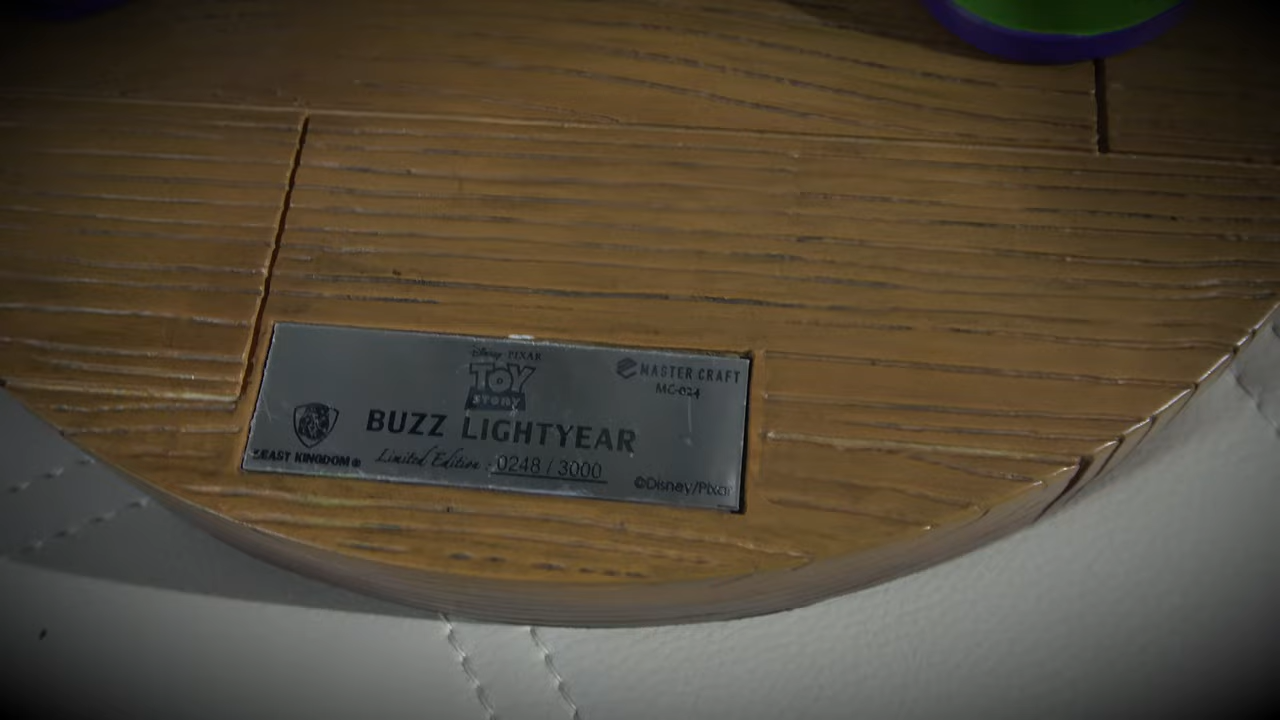 Disney PIXAR
TOY
STORY
MASTER CRAFT
MC-024
BUZZ LIGHTYEAR
BEAST KINGDOM®
Limited Edition : 0248 / 3000
©Disney/Pixar